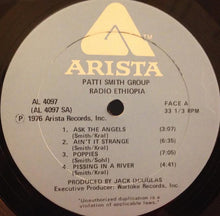 ARISTA
PATTI SMITH GROUP
RADIO ETHIOPIA
AL 4097
(AL 4097 SA)
℗ 1976 Arista Records, Inc.
FACE A
33 1/3 RPM
1. ASK THE ANGELS (3:07)
(Smith/Kral)
2. AIN'T IT STRANGE (6:35)
(Smith/Kral)
3. POPPIES (7:05)
(Smith/Sohl)
4. PISSING IN A RIVER (4:41)
(Smith/Kral)
PRODUCED BY JACK DOUGLAS
Executive Producer: Wartoke Records, Inc.
"Unauthorized duplication is a
violation of applicable laws."